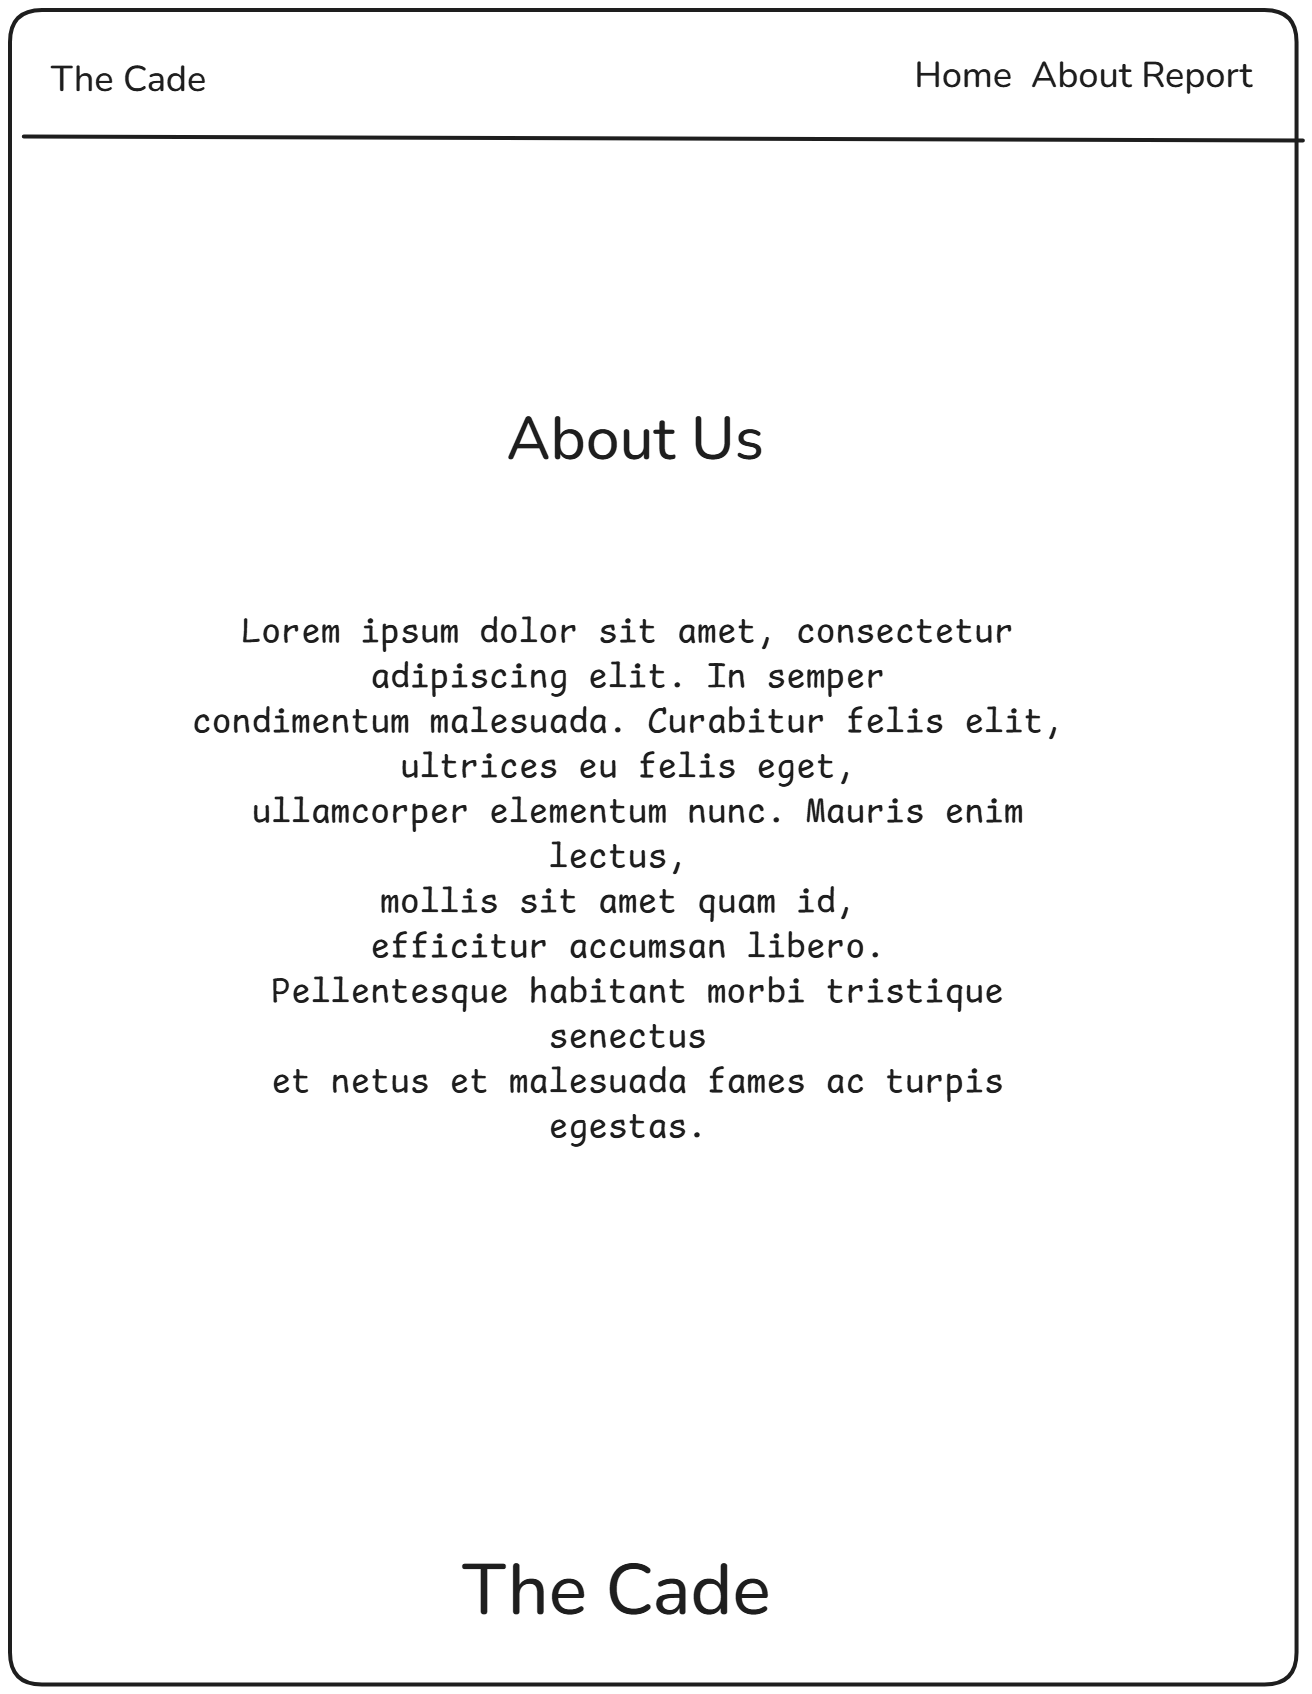 The Cade
Home About Report
About Us
Lorem ipsum dolor sit amet, consectetur
adipiscing elit. In semper
condimentum malesuada. Curabitur felis elit,
ultrices eu felis eget,
ullamcorper elementum nunc. Mauris enim
lectus,
mollis sit amet quam id,
efficitur accumsan libero.
Pellentesque habitant morbi tristique
senectus
et netus et malesuada fames ac turpis
egestas.
The Cade